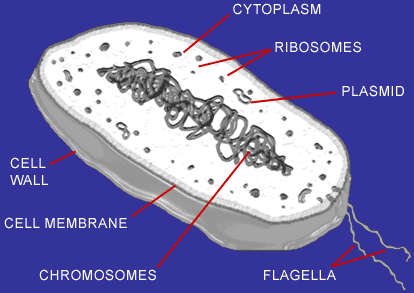 CYTOPLASM
RIBOSOMES
PLASMID
CELL
WALL
CELL MEMBRANE
CHROMOSOMES
FLAGELLA